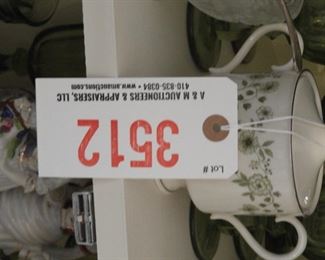 Lot #
3512
A & M AUCTIONEERS & APPRAISERS, LLC
410-835-0384 • www.amauctions.com